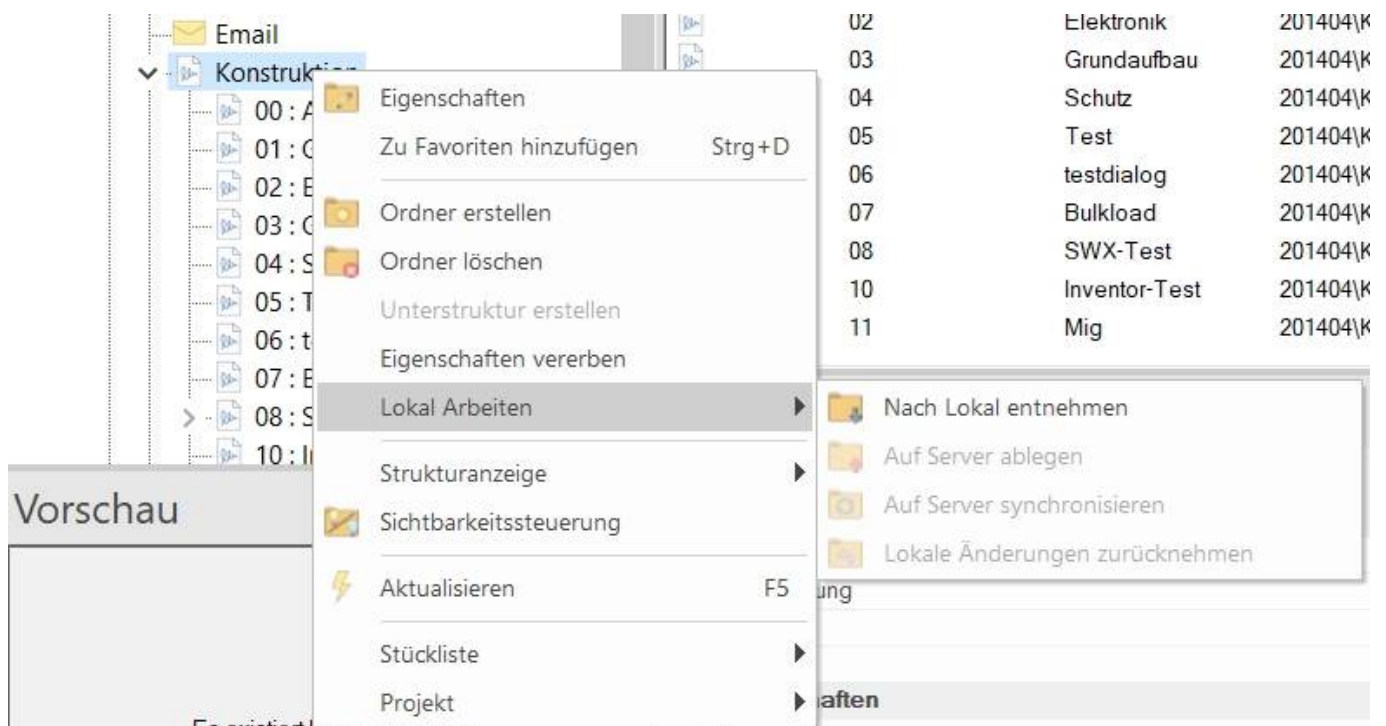 Email
Konstruktion
00 : A
01 : G
02 : E
03 : G
04 : S
05 : T
06 : t
07 : B
08 : S
10 : I
Vorschau
Eigenschaften
Zu Favoriten hinzufügen Strg+D
Ordner erstellen
Ordner löschen
Unterstruktur erstellen
Eigenschaften vererben
Lokal Arbeiten
Strukturanzeige
Sichtbarkeitssteuerung
Aktualisieren F5
Stückliste
Projekt
02 Elektronik 201404\K
03 Grundaufbau 201404\K
04 Schutz 201404\K
05 Test 201404\K
06 testdialog 201404\K
07 Bulkload 201404\K
08 SWX-Test 201404\K
10 Inventor-Test 201404\K
11 Mig 201404\K
Nach Lokal entnehmen
Auf Server ablegen
Auf Server synchronisieren
Lokale Änderungen zurücknehmen
ung
haften